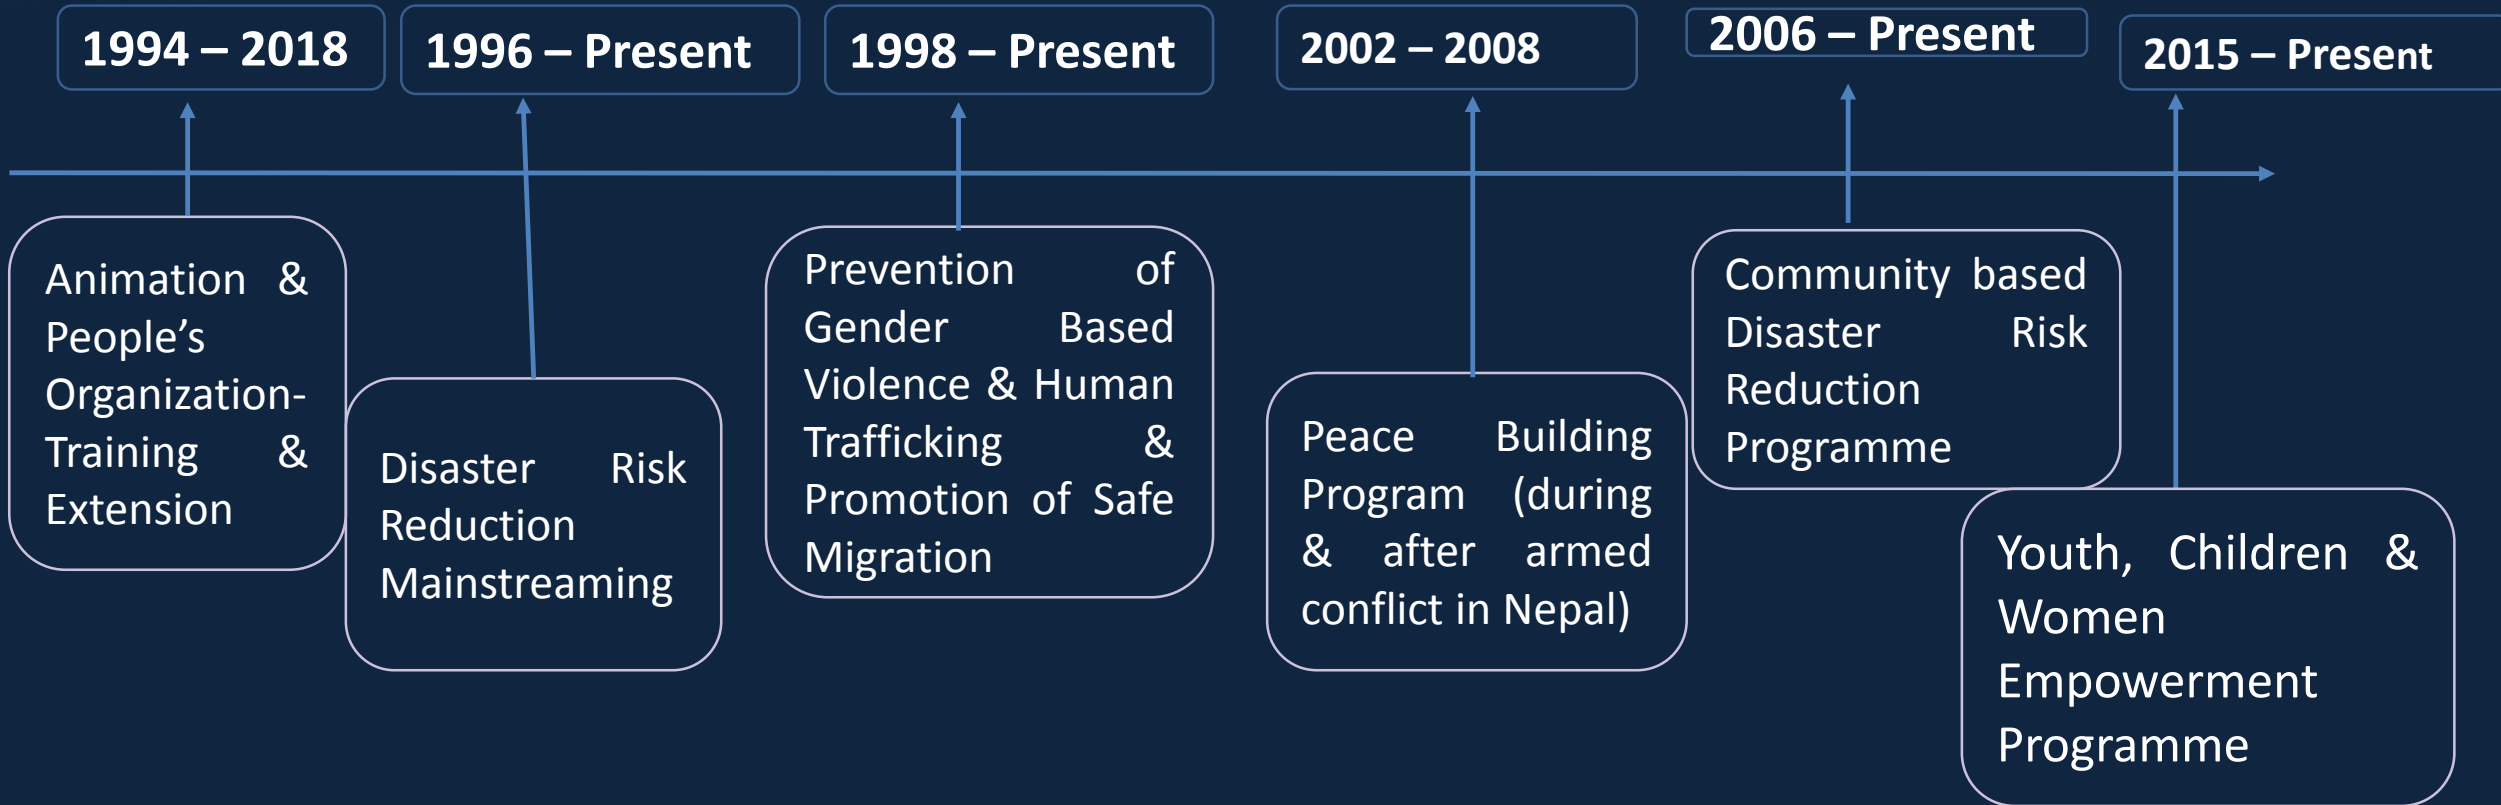 1994 – 2018
1996 – Present
1998 – Present
2002 – 2008
2006 – Present
2015 – Present
Animation &
People’s
Organization-
Training &
Extension
Disaster Risk
Reduction
Mainstreaming
Prevention of
Gender Based
Violence & Human
Trafficking &
Promotion of Safe
Migration
Peace Building
Program (during
& after armed
conflict in Nepal)
Community based
Disaster Risk
Reduction
Programme
Youth, Children &
Women
Empowerment
Programme